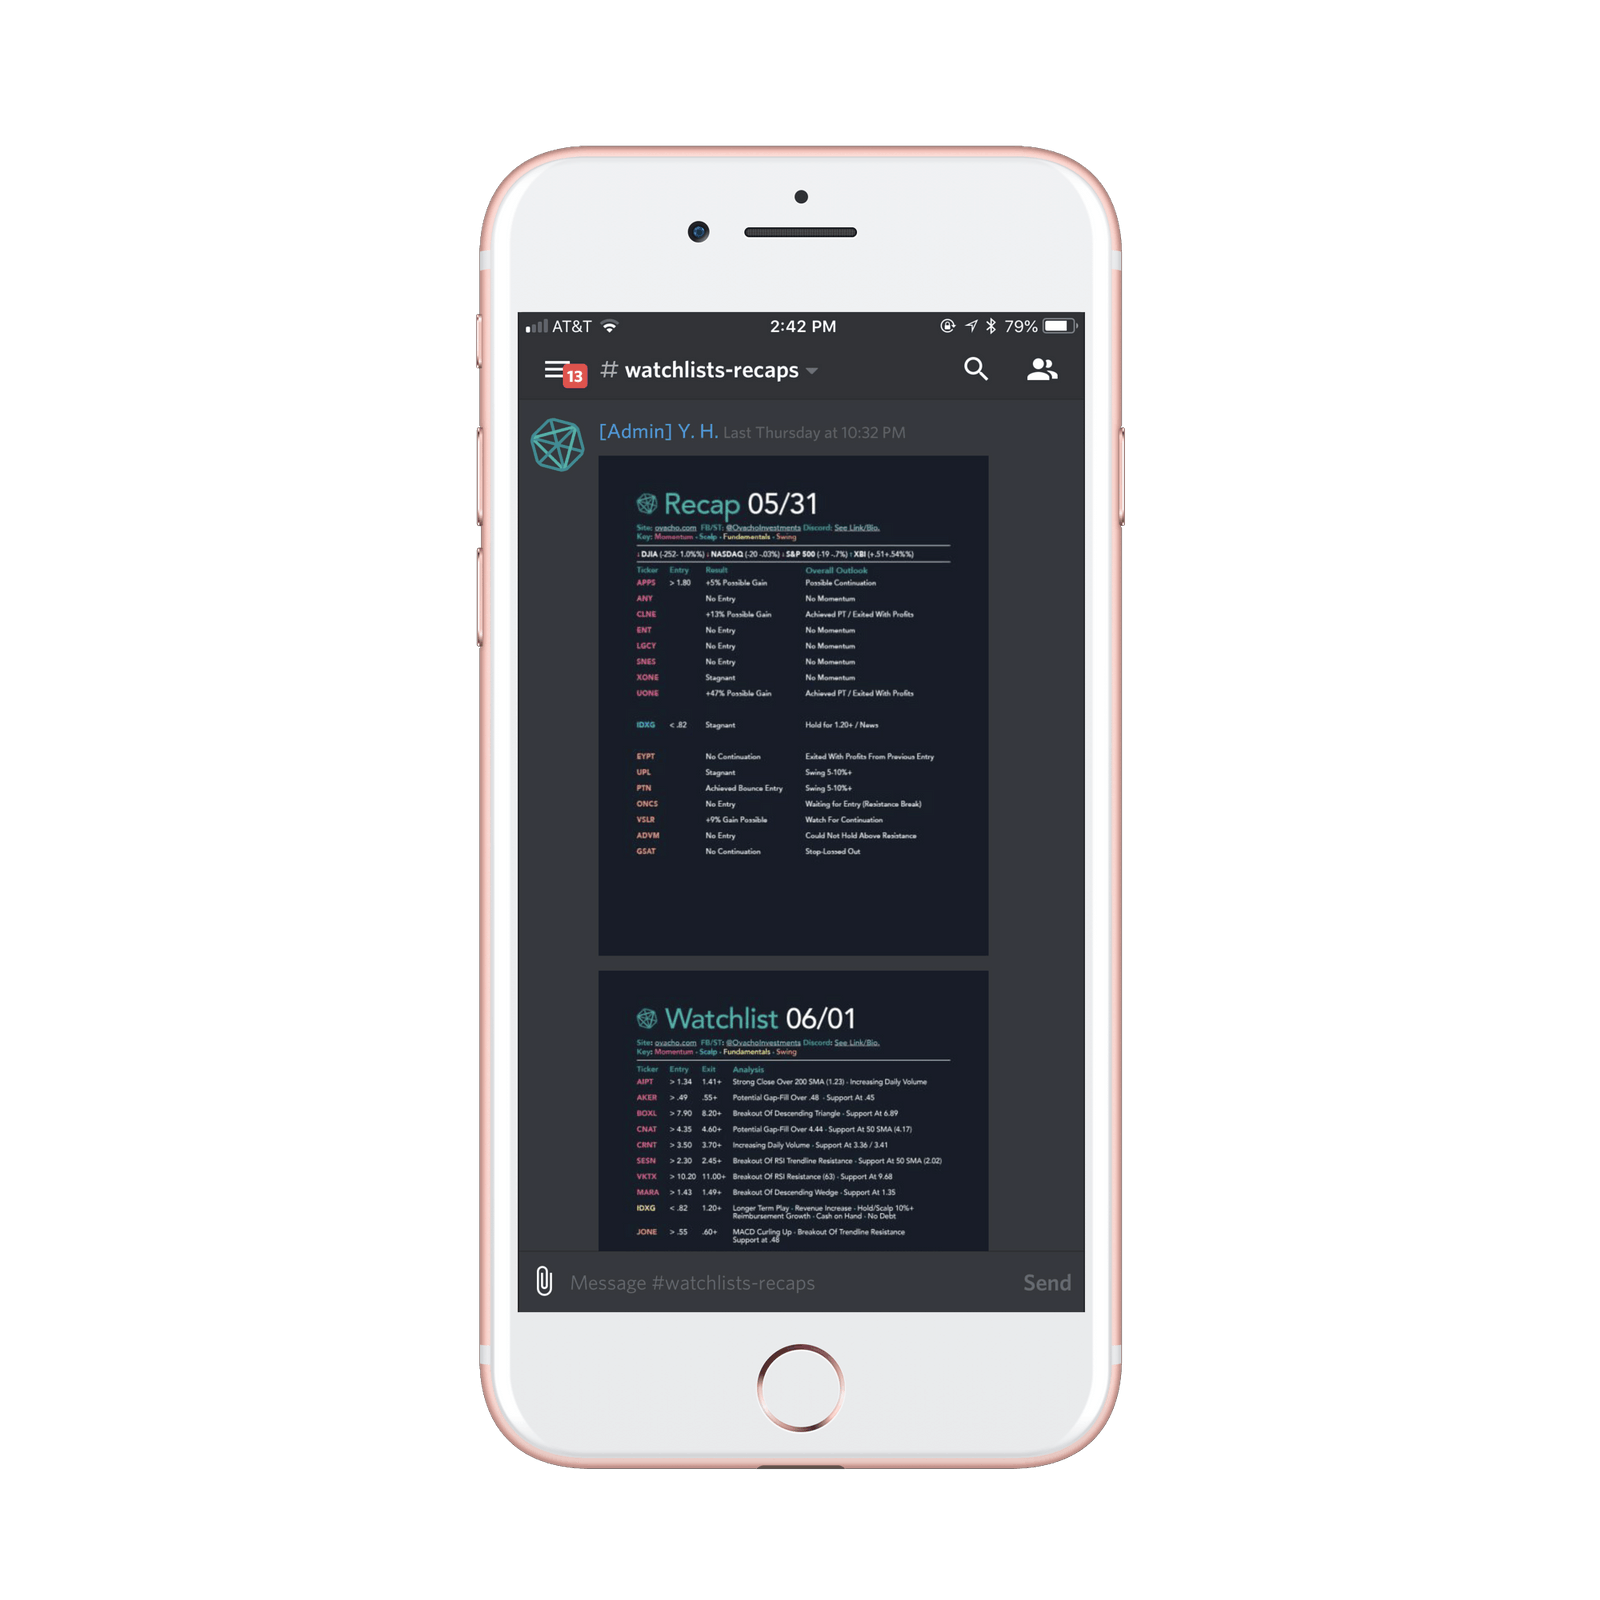 AT&T 2:42 PM 79%
13 # watchlists-recaps
[Admin] Y. H. Last Thursday at 10:32 PM
Recap 05/31
Site: ovacho.com FB/ST: @OvachoInvestments Discord: See Link/Bio.
Key: Momentum - Scalp - Fundamentals - Swing
↓ DJIA (-252- 1.0%%) ↓ NASDAQ (-20 -.03%) ↓ S&P 500 (-19 -.7%) ↑ XBI (+.51+.54%%)
Ticker Entry Result Overall Outlook
APPS > 1.80 +5% Possible Gain Possible Continuation
ANY No Entry No Momentum
CLNE +13% Possible Gain Achieved PT / Exited With Profits
ENT No Entry No Momentum
LGCY No Entry No Momentum
SNES No Entry No Momentum
XONE Stagnant No Momentum
UONE +47% Possible Gain Achieved PT / Exited With Profits
IDXG < .82 Stagnant Hold for 1.20+ / News
EYPT No Continuation Exited With Profits From Previous Entry
UPL Stagnant Swing 5-10%+
PTN Achieved Bounce Entry Swing 5-10%+
ONCS No Entry Waiting for Entry (Resistance Break)
VSLR +9% Gain Possible Watch For Continuation
ADVM No Entry Could Not Hold Above Resistance
GSAT No Continuation Stop-Lossed Out
Watchlist 06/01
Site: ovacho.com FB/ST: @OvachoInvestments Discord: See Link/Bio.
Key: Momentum - Scalp - Fundamentals - Swing
Ticker Entry Exit Analysis
AIPT > 1.34 1.41+ Strong Close Over 200 SMA (1.23) - Increasing Daily Volume
AKER > .49 .55+ Potential Gap-Fill Over .48 - Support At .45
BOXL > 7.90 8.20+ Breakout Of Descending Triangle - Support At 6.89
CNAT > 4.35 4.60+ Potential Gap-Fill Over 4.44 - Support At 50 SMA (4.17)
CRNT > 3.50 3.70+ Increasing Daily Volume - Support At 3.36 / 3.41
SESN > 2.30 2.45+ Breakout Of RSI Trendline Resistance - Support At 50 SMA (2.02)
VKTX > 10.20 11.00+ Breakout Of RSI Resistance (63) - Support At 9.68
MARA > 1.43 1.49+ Breakout Of Descending Wedge - Support At 1.35
IDXG < .82 1.20+ Longer Term Play - Revenue Increase - Hold/Scalp 10%+
Reimbursement Growth - Cash on Hand - No Debt
JONE > .55 .60+ MACD Curling Up - Breakout Of Trendline Resistance
Support at .48
Message #watchlists-recaps Send